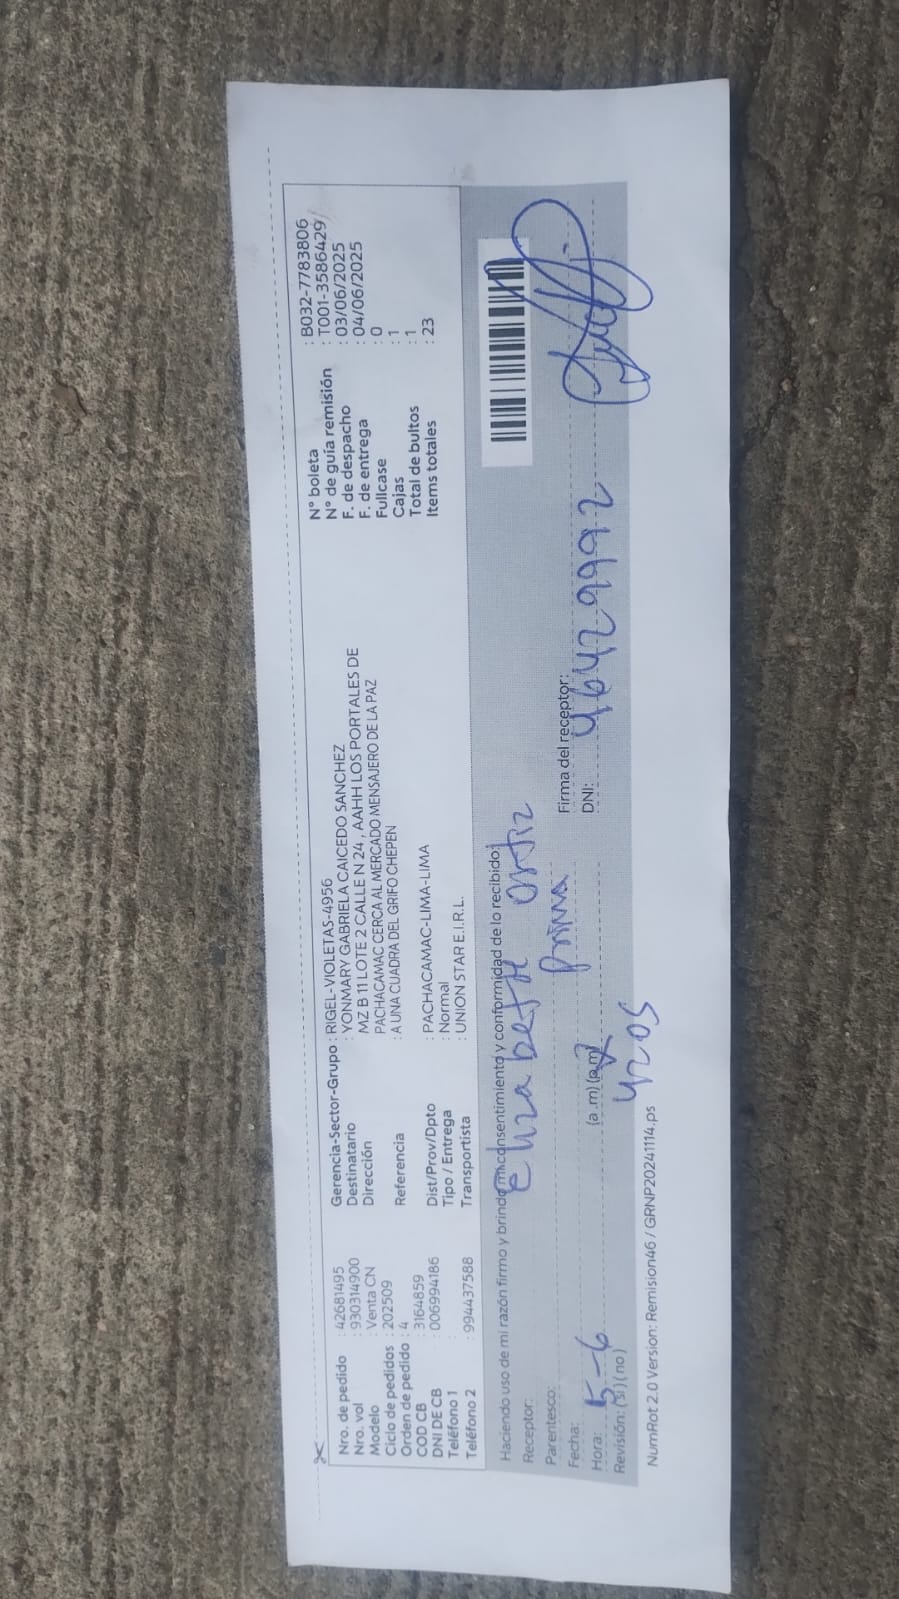 Nro. de pedido : 42681495
Nro. vol : 930314900
Modelo : Venta CN
Ciclo de pedidos : 202509
Orden de pedido : 4
COD CB : 3164859
DNI DE CB : 006994186
Teléfono 1 :
Teléfono 2 : 994437588
Gerencia-Sector-Grupo : RIGEL-VIOLETAS-4956
Destinatario : YONMARY GABRIELA CAICEDO SANCHEZ
Dirección : MZ B 11 LOTE 2 CALLE N 24 , AAHH LOS PORTALES DE
PACHACAMAC CERCA AL MERCADO MENSAJERO DE LA PAZ
Referencia : A UNA CUADRA DEL GRIFO CHEPEN
Dist/Prov/Dpto : PACHACAMAC-LIMA-LIMA
Tipo / Entrega : Normal
Transportista : UNION STAR E.I.R.L.
N° boleta : B032-7783806
N° de guía remisión : T001-3586429
F. de despacho : 03/06/2025
F. de entrega : 04/06/2025
Fullcase : 0
Cajas : 1
Total de bultos : 1
Items totales : 23
Haciendo uso de mi razón firmo y brindo mi consentimiento y conformidad de lo recibido:
Receptor: Elizabeth Ortiz
Parentesco: prima
Firma del receptor:
Fecha: 5-6
DNI: 46429992
Hora: (a .m) (p.m) 4205
Revisión: (si) (no)
NumRot 2.0 Version: Remision46 / GRNP20241114.ps